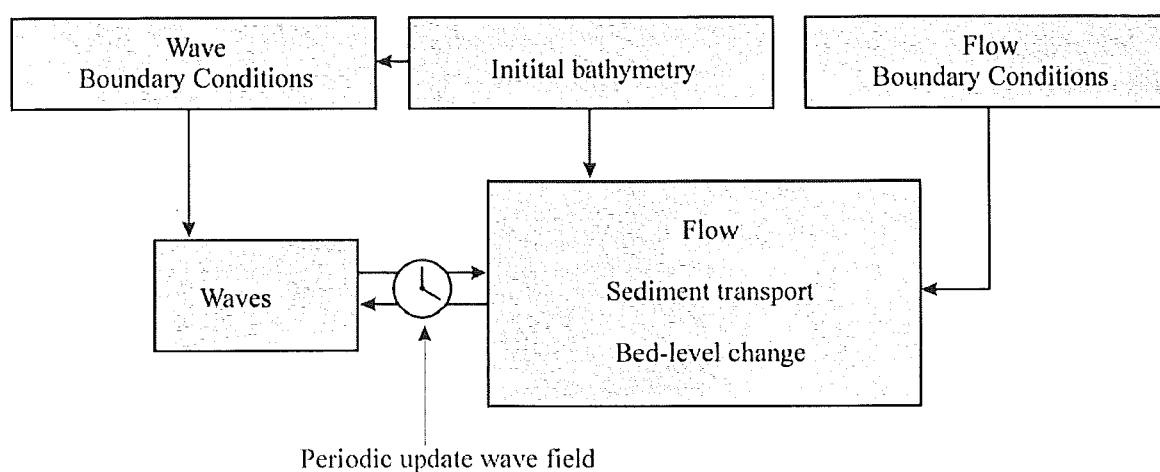 Wave
Boundary Conditions
Initital bathymetry
Flow
Boundary Conditions
Waves
Flow
Sediment transport
Bed-level change
Periodic update wave field